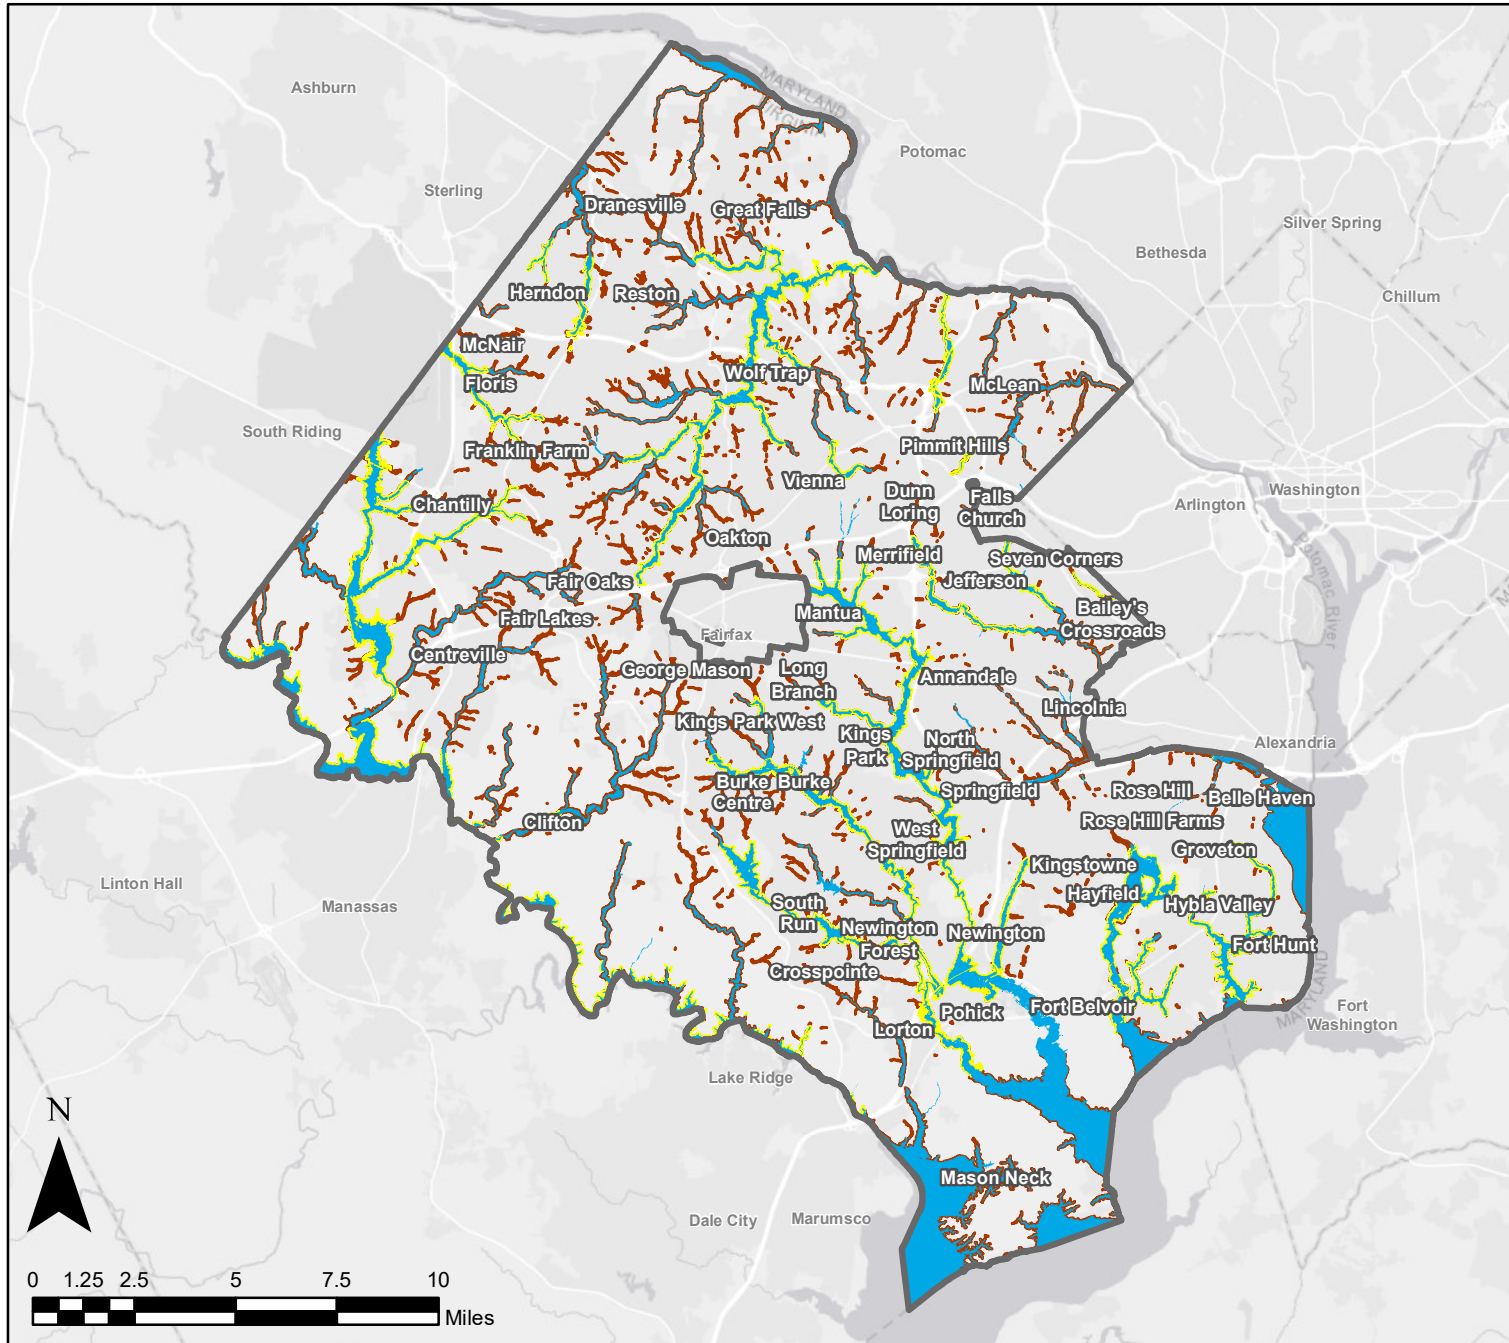 Ashburn
MARYLAND
VIRGINIA
Potomac
Sterling
Dranesville
Great Falls
Silver Spring
Bethesda
Herndon
Reston
Chillum
McNair
Floris
Wolf Trap
McLean
South Riding
Franklin Farm
Pimmit Hills
Vienna
Dunn
Loring
Falls
Church
Washington
Arlington
Chantilly
Oakton
Merrifield
Seven Corners
Potomac River
Fair Oaks
Jefferson
Mantua
Bailey's
Crossroads
Fair Lakes
Fairfax
Centreville
George Mason
Long
Branch
Annandale
Lincolnia
Kings Park West
Kings
Park
North
Springfield
Alexandria
Burke
Centre
Burke
Springfield
Rose Hill
Belle Haven
Clifton
Rose Hill Farms
West
Springfield
Groveton
Kingstowne
Linton Hall
Manassas
Hayfield
Hybla Valley
South
Run
Newington
Forest
Newington
Fort Hunt
Crosspointe
MARYLAND
Fort Belvoir
Pohick
Fort
Washington
Lorton
Lake Ridge
N
Mason Neck
Dale City
Marumsco
0 1.25 2.5 5 7.5 10
Miles